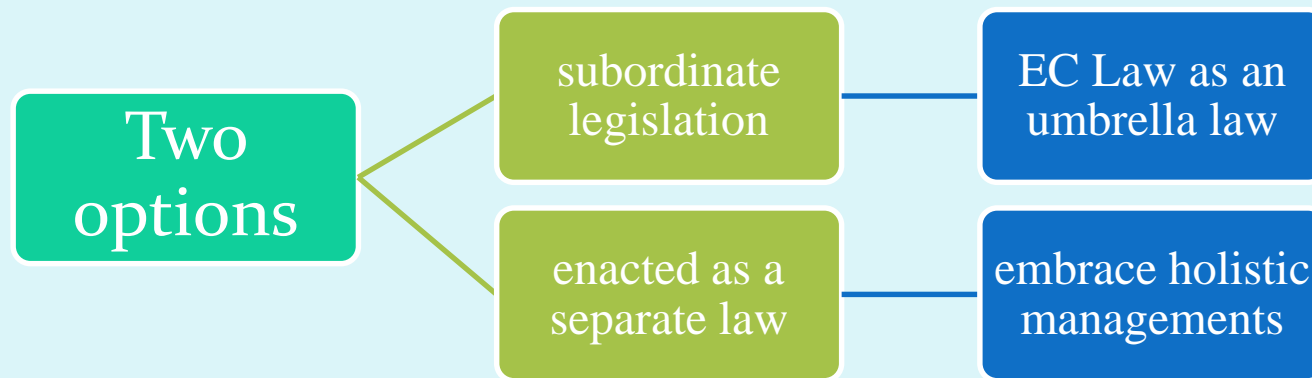 Two
options
subordinate
legislation
EC Law as an
umbrella law
enacted as a
separate law
embrace holistic
managements